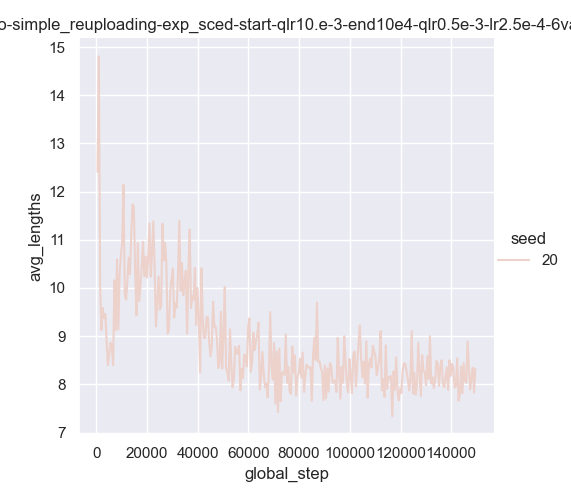 o-simple_reuploading-exp_sced-start-qlr10.e-3-end10e4-qlr0.5e-3-lr2.5e-4-6va
15
14
13
12
11
10
9
8
7
avg_lengths
0 20000 40000 60000 80000 100000 120000 140000
global_step
seed
20